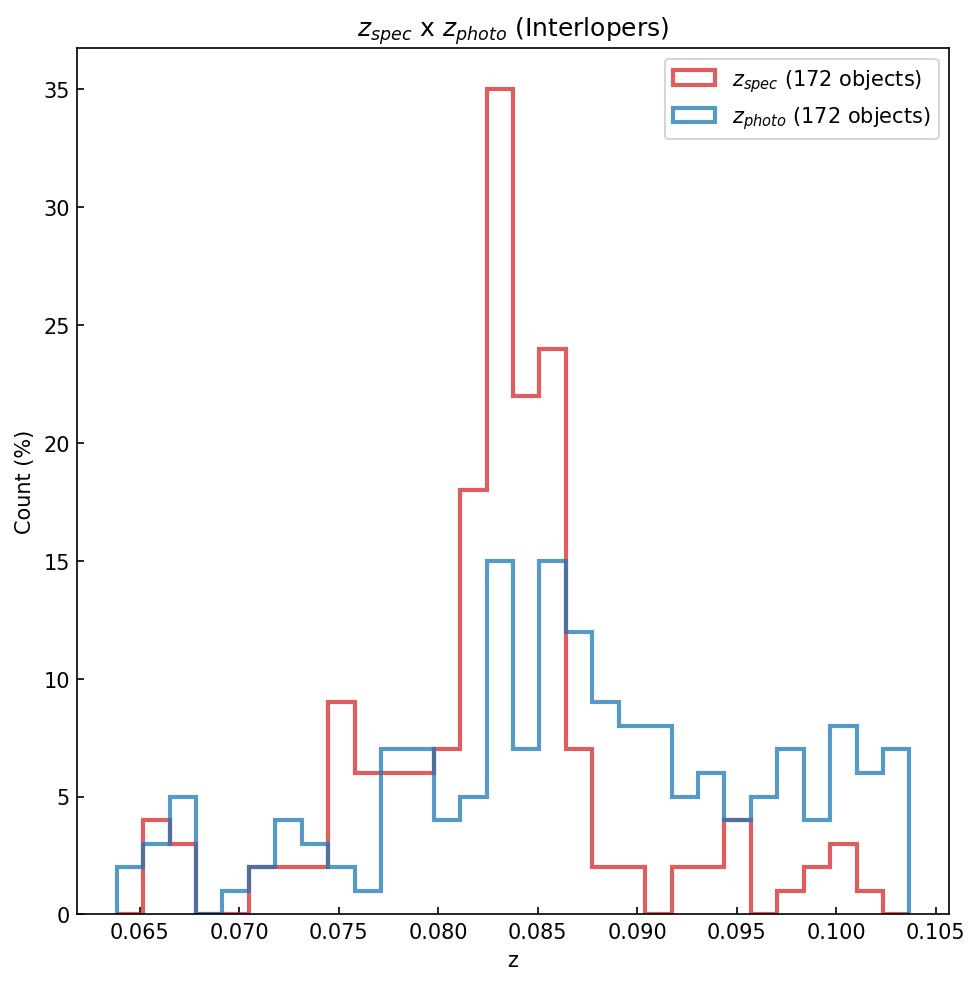 z_spec x z_photo (Interlopers)
z_spec (172 objects)
z_photo (172 objects)
Count (%)
35
30
25
20
15
10
5
0
0.065 0.070 0.075 0.080 0.085 0.090 0.095 0.100 0.105
z